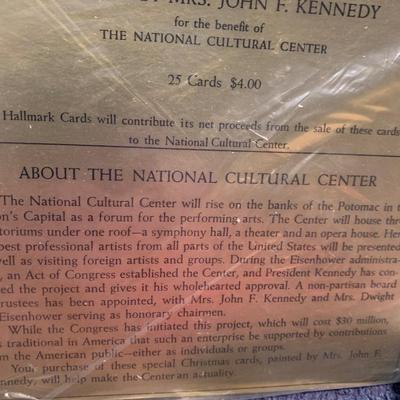 MRS. JOHN F. KENNEDY
for the benefit of
THE NATIONAL CULTURAL CENTER
25 Cards $4.00
Hallmark Cards will contribute its net proceeds from the sale of these cards
to the National Cultural Center.
ABOUT THE NATIONAL CULTURAL CENTER
The National Cultural Center will rise on the banks of the Potomac in
on's Capital as a forum for the performing arts. The Center will house
toriums under one roof—a symphony hall, a theater and an opera house.
best professional artists from all parts of the United States will be presented
well as visiting foreign artists and groups. During the Eisenhower administra-
, an Act of Congress established the Center, and President Kennedy has con-
ed the project and gives it his wholehearted approval. A non-partisan board
trustees has been appointed, with Mrs. John F. Kennedy and Mrs. Dwight
Eisenhower serving as honorary chairmen.
While the Congress has initiated this project, which will cost $30 million,
s traditional in America that such an enterprise be supported by contributions
m the American public—either as individuals or groups.
Your purchase of these special Christmas cards, painted by Mrs. John F.
nnedy, will help make the Center an actuality.